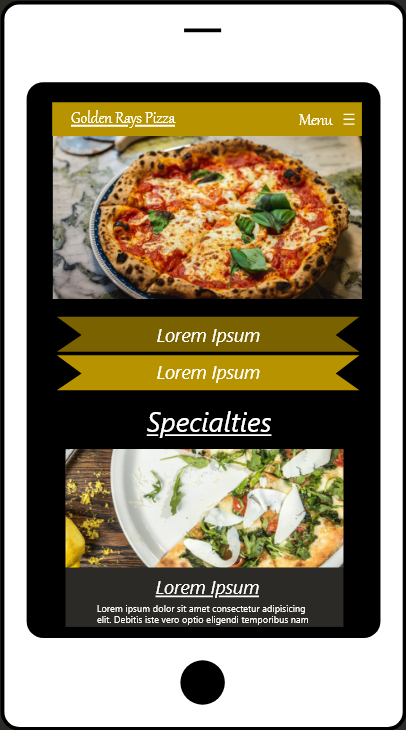 Golden Rays Pizza
Menu ☰
Lorem Ipsum
Lorem Ipsum
Specialties
Lorem Ipsum
Lorem ipsum dolor sit amet consectetur adipisicing
elit. Debitis iste vero optio eligendi temporibus nam